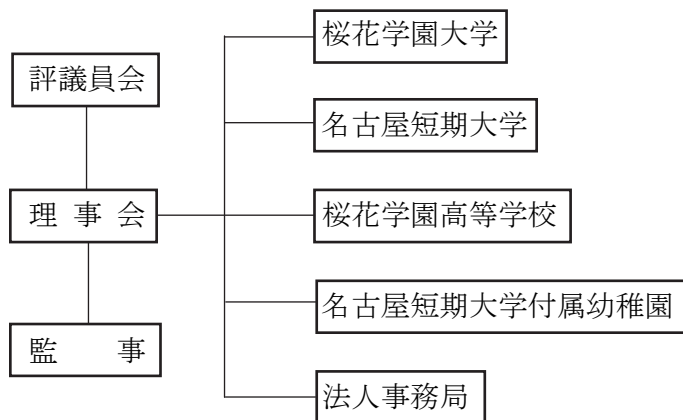 評議員会
理 事 会
監 事
桜花学園大学
名古屋短期大学
桜花学園高等学校
名古屋短期大学付属幼稚園
法人事務局